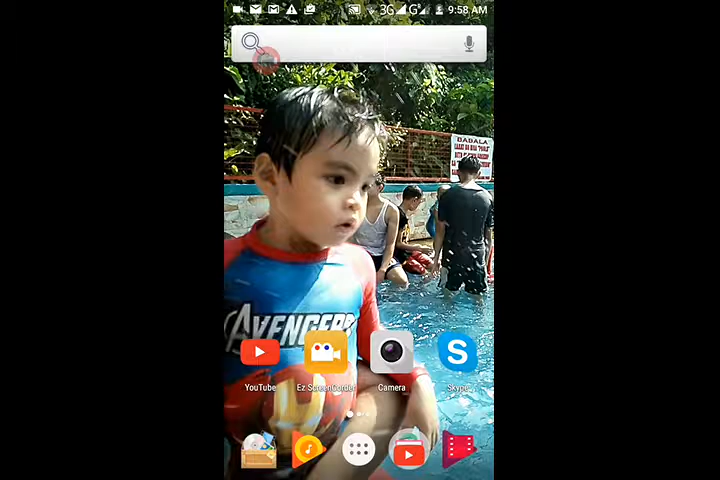 3G G 9:58 AM
BABALA
AVENGERS
YouTube
Ez ScreenCorder
Camera
Skype